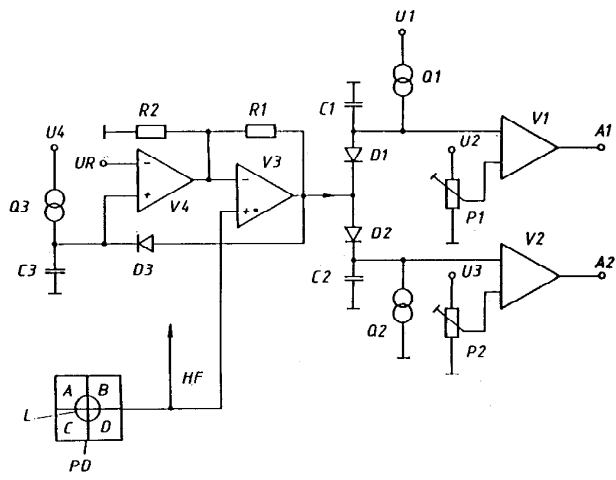 U1
Q1
C1
R2
R1
U4
UR
-
+
V4
-
V3
+
D1
U2
V1
A1
P1
Q3
C3
D3
D2
C2
Q2
U3
V2
A2
P2
HF
A B
C D
L
PD